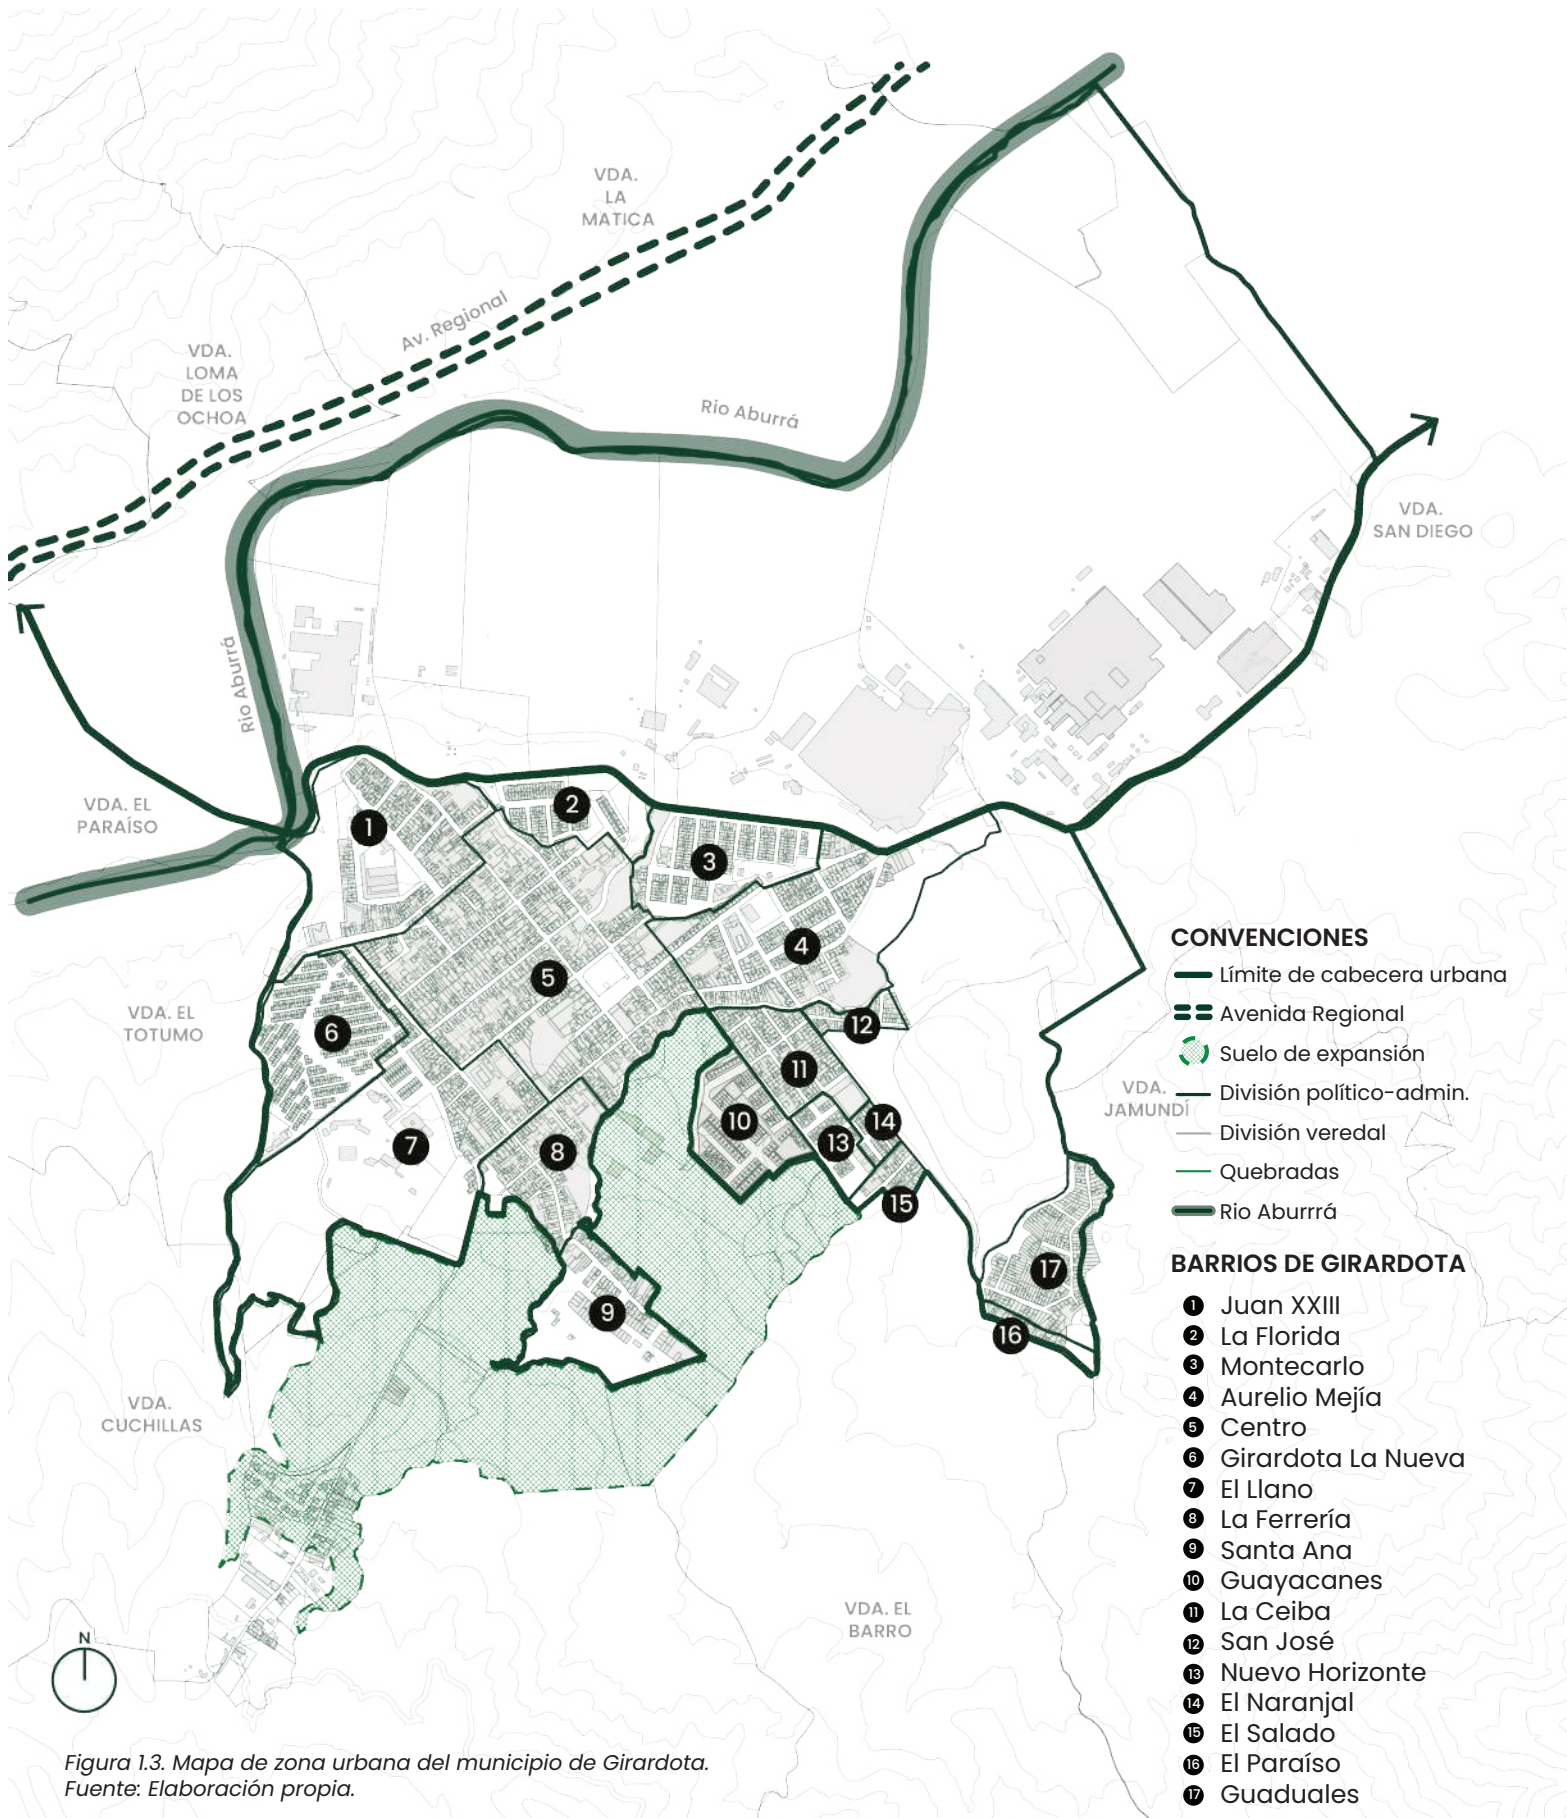 VDA.
LA
MATICA
Av. Regional
VDA.
LOMA
DE LOS
OCHOA
Rio Aburrá
VDA.
SAN DIEGO
Rio Aburrá
VDA. EL
PARAÍSO
1
2
3
4
5
VDA. EL
TOTUMO
6
7
8
9
10
11
12
13
14
15
16
17
VDA.
JAMUNDÍ
VDA.
CUCHILLAS
VDA. EL
BARRO
N
CONVENCIONES
Límite de cabecera urbana
Avenida Regional
Suelo de expansión
División político-admin.
División veredal
Quebradas
Rio Aburrrá
BARRIOS DE GIRARDOTA
1 Juan XXIII
2 La Florida
3 Montecarlo
4 Aurelio Mejía
5 Centro
6 Girardota La Nueva
7 El Llano
8 La Ferrería
9 Santa Ana
10 Guayacanes
11 La Ceiba
12 San José
13 Nuevo Horizonte
14 El Naranjal
15 El Salado
16 El Paraíso
17 Guaduales
Figura 1.3. Mapa de zona urbana del municipio de Girardota.
Fuente: Elaboración propia.